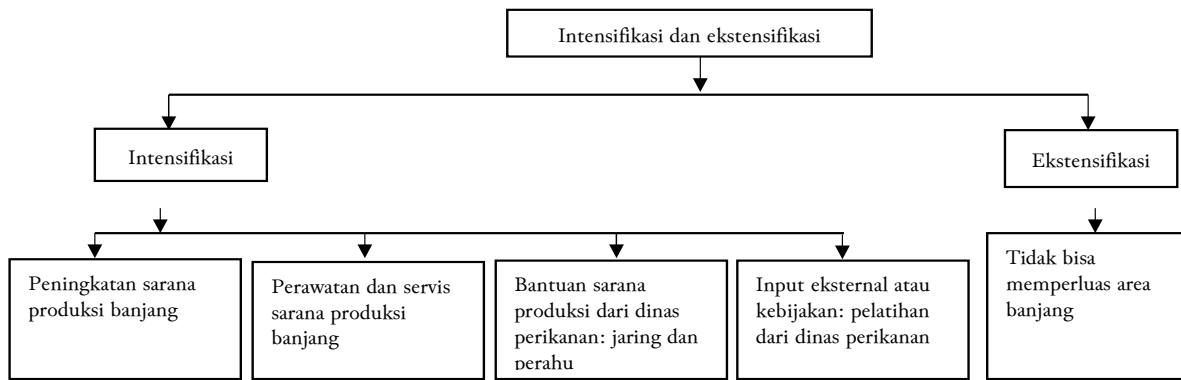 Intensifikasi dan ekstensifikasi
Intensifikasi
Ekstensifikasi
Peningkatan sarana
produksi banjang
Perawatan dan servis
sarana produksi
banjang
Bantuan sarana
produksi dari dinas
perikanan: jaring dan
perahu
Input eksternal atau
kebijakan: pelatihan
dari dinas perikanan
Tidak bisa
memperluas area
banjang